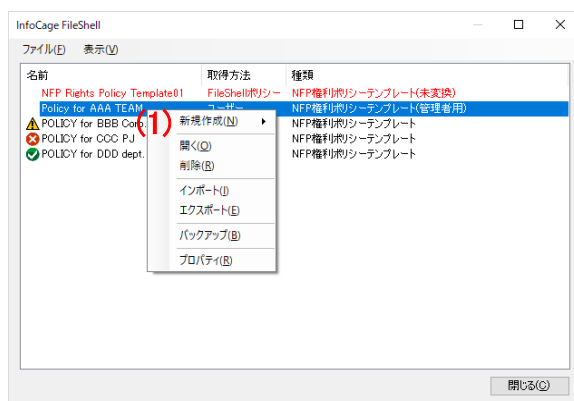 InfoCage FileShell
ファイル(F) 表示(V)
名前 取得方法 種類
NFP Rights Policy Template01 FileShellポリシー NFP権利ポリシーテンプレート(未変換)
Policy for AAA TEAM ユーザー NFP権利ポリシーテンプレート(管理者用)
POLICY for BBB Corp. NFP権利ポリシーテンプレート
POLICY for CCC PJ NFP権利ポリシーテンプレート
POLICY for DDD dept. NFP権利ポリシーテンプレート
(1)
新規作成(N)
開く(O)
削除(R)
インポート(I)
エクスポート(E)
バックアップ(B)
プロパティ(R)
閉じる(C)